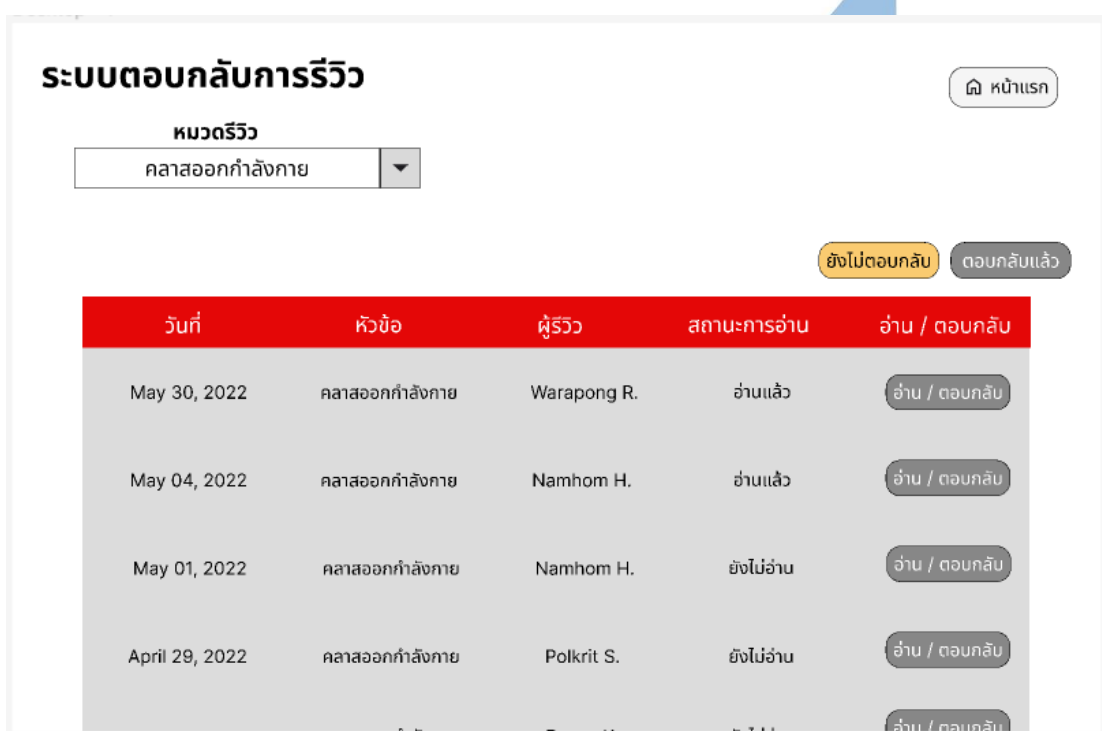 ระบบตอบกลับการรีวิว
หน้าแรก
หมวดรีวิว
คลาสออกกำลังกาย
ยังไม่ตอบกลับ ตอบกลับแล้ว
วันที่ หัวข้อ ผู้รีวิว สถานะการอ่าน อ่าน / ตอบกลับ
May 30, 2022 คลาสออกกำลังกาย Warapong R. อ่านแล้ว อ่าน / ตอบกลับ
May 04, 2022 คลาสออกกำลังกาย Namhom H. อ่านแล้ว อ่าน / ตอบกลับ
May 01, 2022 คลาสออกกำลังกาย Namhom H. ยังไม่อ่าน อ่าน / ตอบกลับ
April 29, 2022 คลาสออกกำลังกาย Polkrit S. ยังไม่อ่าน อ่าน / ตอบกลับ
อ่าน / ตอบกลับ